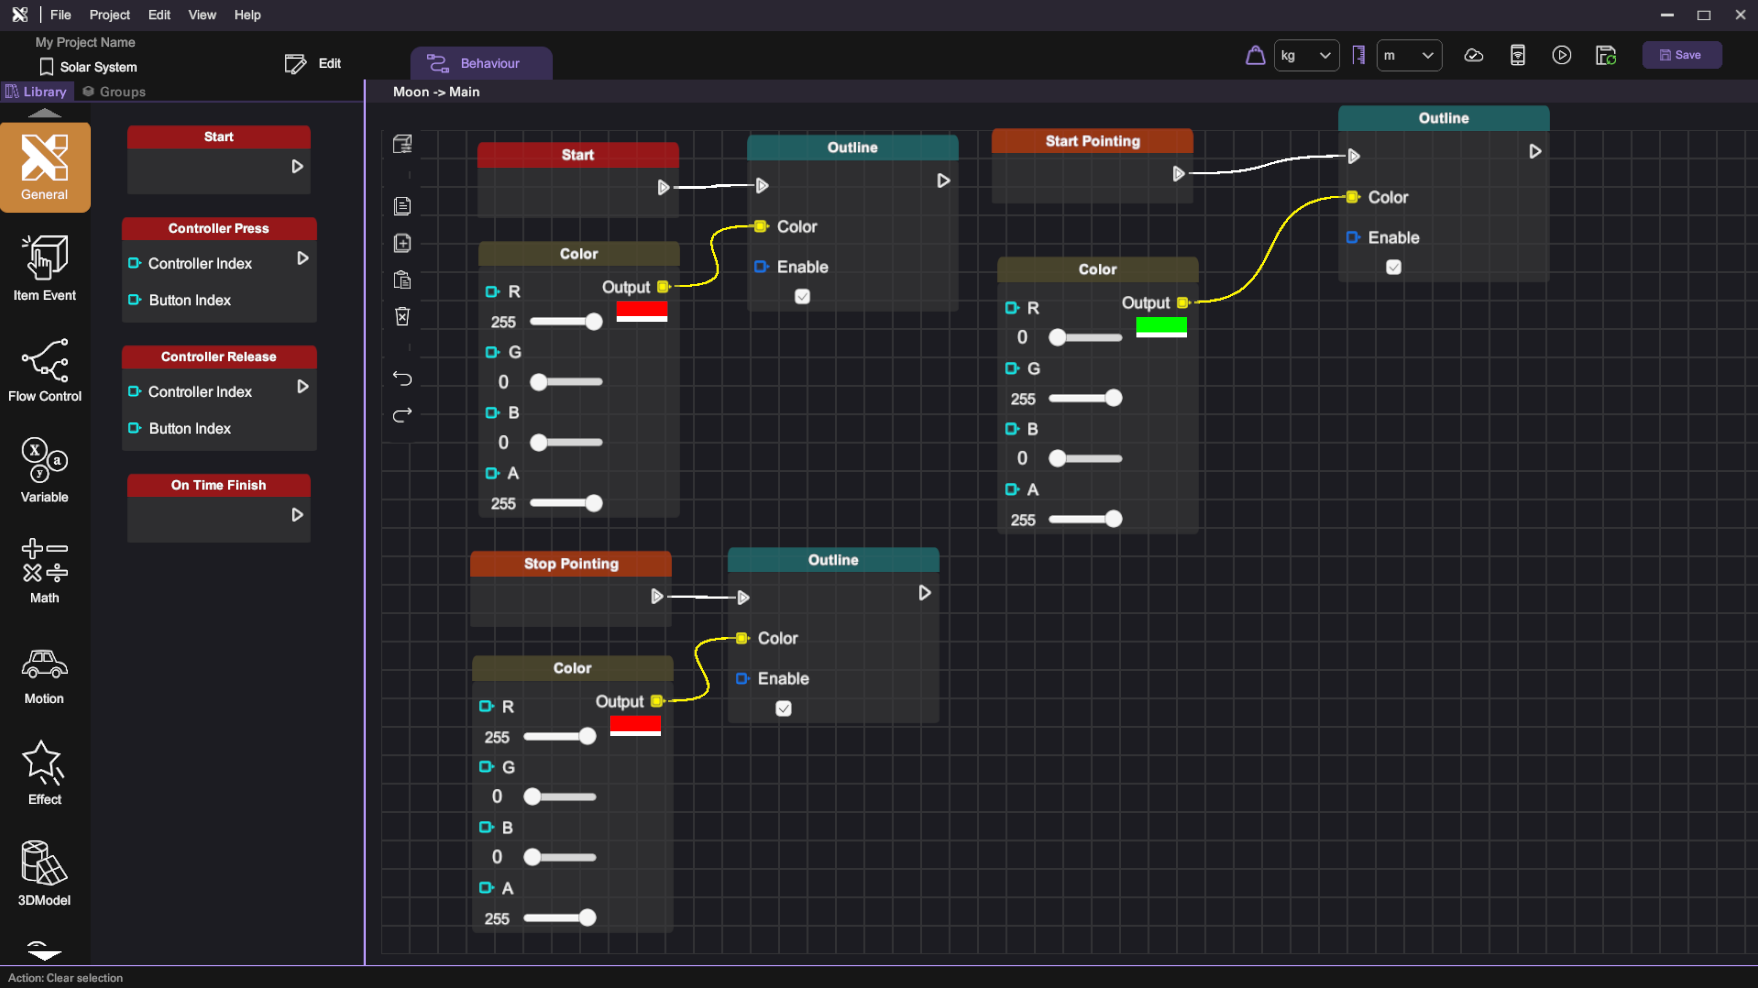 File Project Edit View Help
My Project Name
Solar System
Edit
Behaviour
kg
m
Save
Library
Groups
Moon -> Main
General
Item Event
Flow Control
Variable
Math
Motion
Effect
3DModel
Start
Controller Press
Controller Index
Button Index
Controller Release
Controller Index
Button Index
On Time Finish
Start
Outline
Color
Enable
Color
Output
R
255
G
0
B
0
A
255
Start Pointing
Outline
Color
Enable
Color
Output
R
0
G
255
B
0
A
255
Stop Pointing
Outline
Color
Enable
Color
Output
R
255
G
0
B
0
A
255
Action: Clear selection